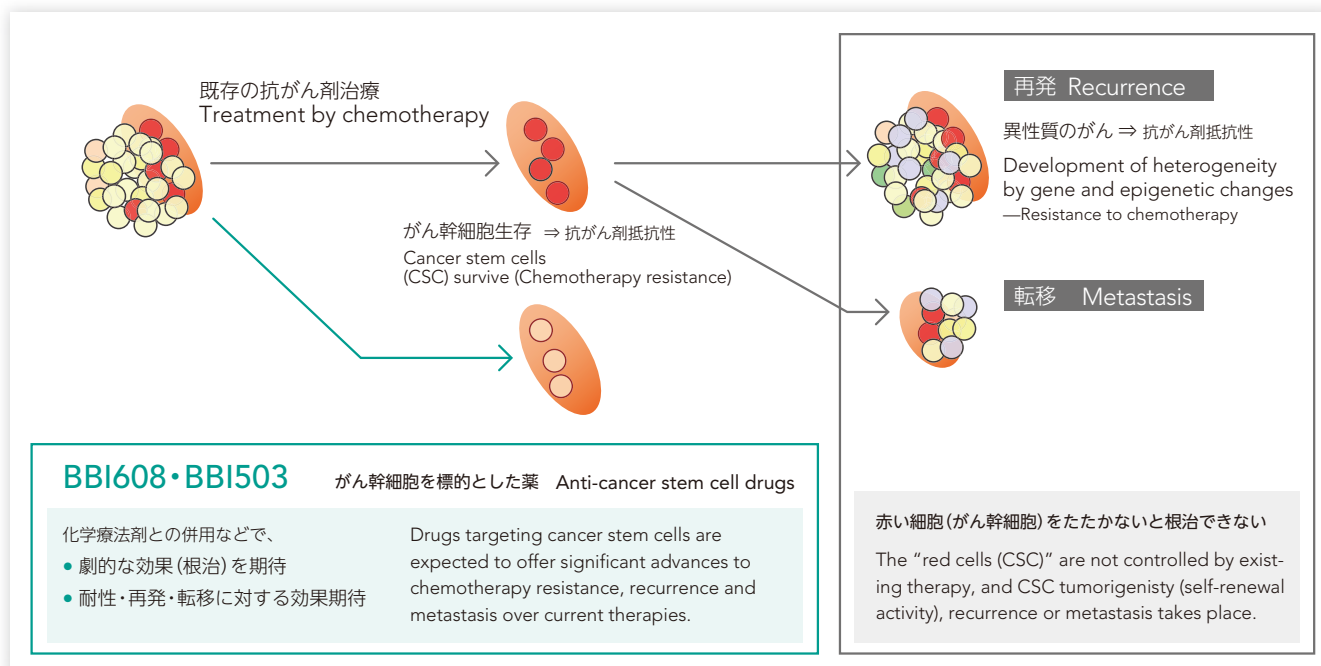 既存の抗がん剤治療
Treatment by chemotherapy
がん幹細胞生存 ⇒ 抗がん剤抵抗性
Cancer stem cells
(CSC) survive (Chemotherapy resistance)
再発 Recurrence
異性質のがん ⇒ 抗がん剤抵抗性
Development of heterogeneity
by gene and epigenetic changes
—Resistance to chemotherapy
転移 Metastasis
BBI608・BBI503 がん幹細胞を標的とした薬 Anti-cancer stem cell drugs
化学療法剤との併用などで、
• 劇的な効果(根治)を期待
• 耐性・再発・転移に対する効果期待
Drugs targeting cancer stem cells are
expected to offer significant advances to
chemotherapy resistance, recurrence and
metastasis over current therapies.
赤い細胞(がん幹細胞)をたたかないと根治できない
The “red cells (CSC)” are not controlled by exist-
ing therapy, and CSC tumorigenisty (self-renewal
activity), recurrence or metastasis takes place.